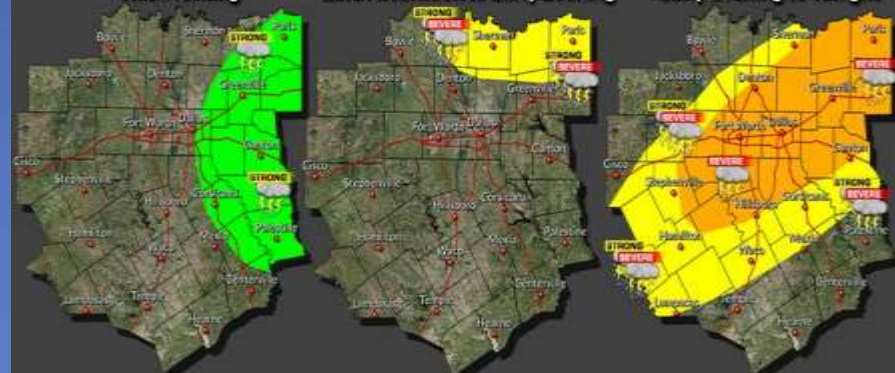 STRONG
Bowie
Sherman
Paris
Jacksboro
Denton
Greenville
Fort Worth
Dallas
Cisco
Canton
Stephenville
STRONG
Corsicana
Hillsboro
Hamilton
Palestine
Waco
Mexia
Centerville
Lampasas
Temple
Hearne
STRONG
SEVERE
Bowie
Sherman
Paris
STRONG
SEVERE
Jacksboro
Denton
Greenville
Fort Worth
Dallas
Cisco
Canton
Stephenville
Hillsboro
Corsicana
Hamilton
Palestine
Waco
Mexia
Centerville
Lampasas
Temple
Hearne
Bowie
Sherman
Paris
SEVERE
Jacksboro
Denton
Greenville
STRONG
SEVERE
Fort Worth
Dallas
Cisco
Canton
SEVERE
Stephenville
STRONG
SEVERE
Hillsboro
Corsicana
Hamilton
Palestine
STRONG
SEVERE
Waco
Mexia
Centerville
Lampasas
Temple
Hearne